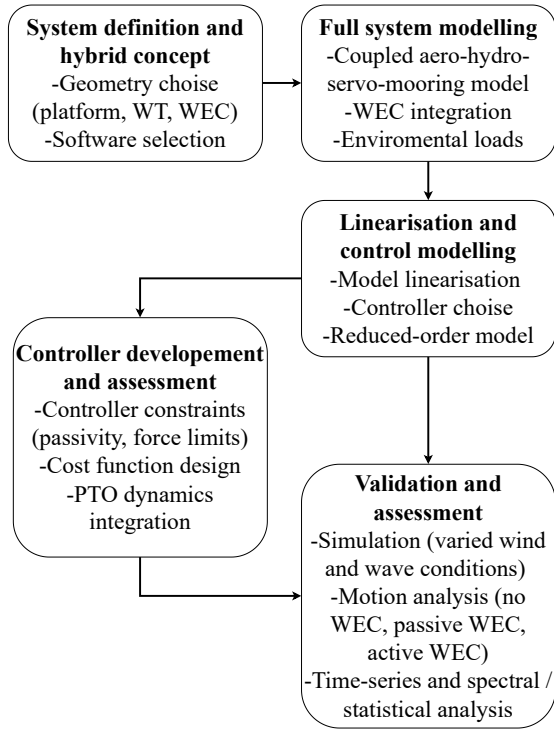 System definition and
hybrid concept
-Geometry choise
(platform, WT, WEC)
-Software selection
Full system modelling
-Coupled aero-hydro-
servo-mooring model
-WEC integration
-Enviromental loads
Linearisation and
control modelling
-Model linearisation
-Controller choise
-Reduced-order model
Controller developement
and assessment
-Controller constraints
(passivity, force limits)
-Cost function design
-PTO dynamics
integration
Validation and
assessment
-Simulation (varied wind
and wave conditions)
-Motion analysis (no
WEC, passive WEC,
active WEC)
-Time-series and spectral /
statistical analysis